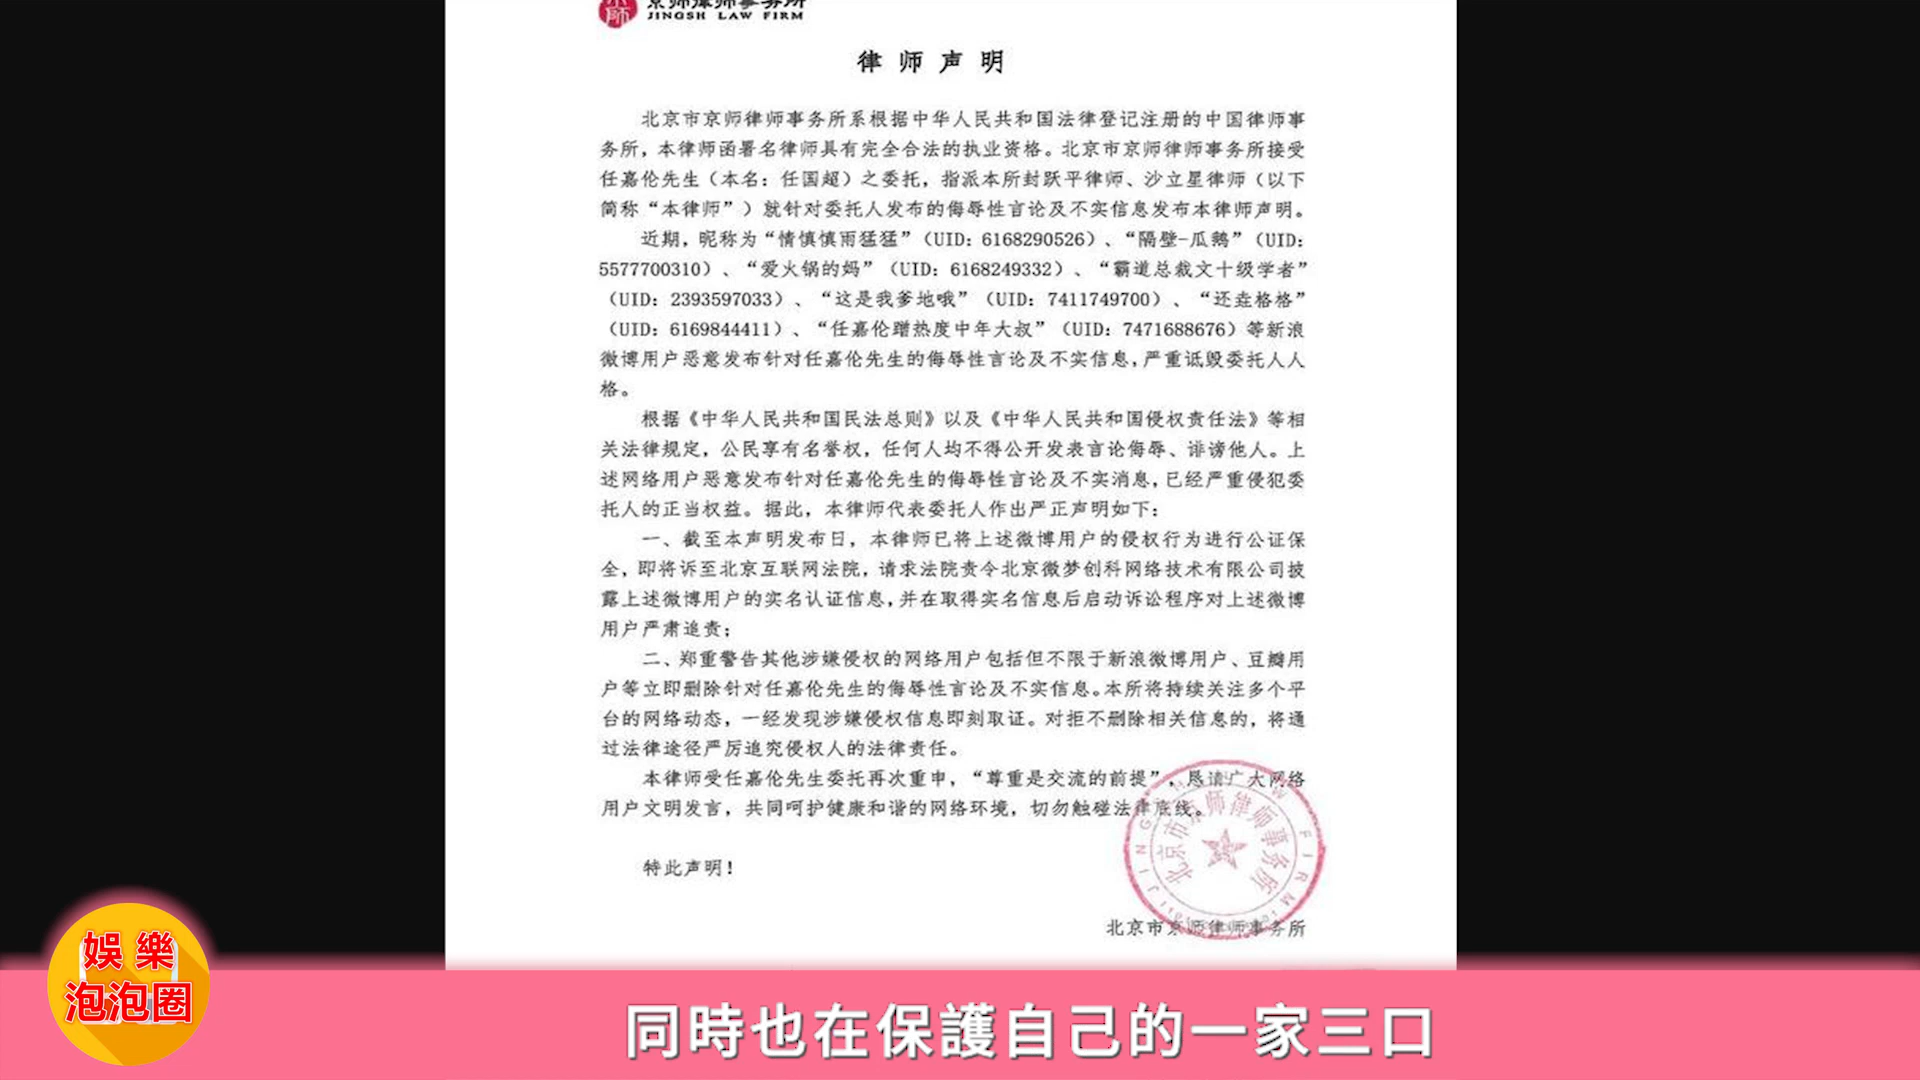 京师律师事务所
JINGSH LAW FIRM
律师声明
北京市京师律师事务所系根据中华人民共和国法律登记注册的中国律师事
务所，本律师函署名律师具有完全合法的执业资格。北京市京师律师事务所接受
任嘉伦先生（本名：任国超）之委托，指派本所封跃平律师、沙立星律师（以下
简称“本律师”）就针对委托人发布的侮辱性言论及不实信息发布本律师声明。
近期，昵称为“情慎慎雨猛猛”（UID：6168290526）、“隔壁-瓜鹅”（UID：
5577700310）、“爱火锅的妈”（UID：6168249332）、“霸道总裁文十级学者”
（UID：2393597033）、“这是我爹地哦”（UID：7411749700）、“还垚格格”
（UID：6169844411）、“任嘉伦蹭热度中年大叔”（UID：7471688676）等新浪
微博用户恶意发布针对任嘉伦先生的侮辱性言论及不实信息，严重诋毁委托人人
格。
根据《中华人民共和国民法总则》以及《中华人民共和国侵权责任法》等相
关法律规定，公民享有名誉权，任何人均不得公开发表言论侮辱、诽谤他人。上
述网络用户恶意发布针对任嘉伦先生的侮辱性言论及不实消息，已经严重侵犯委
托人的正当权益。据此，本律师代表委托人作出严正声明如下：
一、截至本声明发布日，本律师已将上述微博用户的侵权行为进行公证保
全，即将诉至北京互联网法院，请求法院责令北京微梦创科网络技术有限公司披
露上述微博用户的实名认证信息，并在取得实名信息后启动诉讼程序对上述微博
用户严肃追责；
二、郑重警告其他涉嫌侵权的网络用户包括但不限于新浪微博用户、豆瓣用
户等立即删除针对任嘉伦先生的侮辱性言论及不实信息。本所将持续关注多个平
台的网络动态，一经发现涉嫌侵权信息即刻取证。对拒不删除相关信息的，将通
过法律途径严厉追究侵权人的法律责任。
本律师受任嘉伦先生委托再次重申，“尊重是交流的前提”，恳请广大网络
用户文明发言，共同呵护健康和谐的网络环境，切勿触碰法律底线。
特此声明！
北京市京师律师事务所
北京市京师律师事务所
娛樂
泡泡圈
同時也在保護自己的一家三口